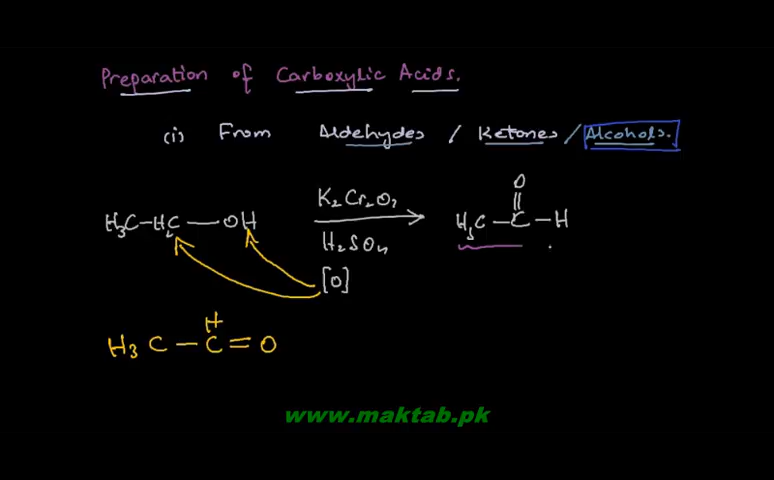 Preparation of Carboxylic Acids.
(i) From Aldehydes / Ketones / Alcohols.
O
K₂Cr₂O₇
H₃C–H₂C—OH H₃C–C–H
H₂SO₄
[O]
H
H₃C–C=O
www.maktab.pk